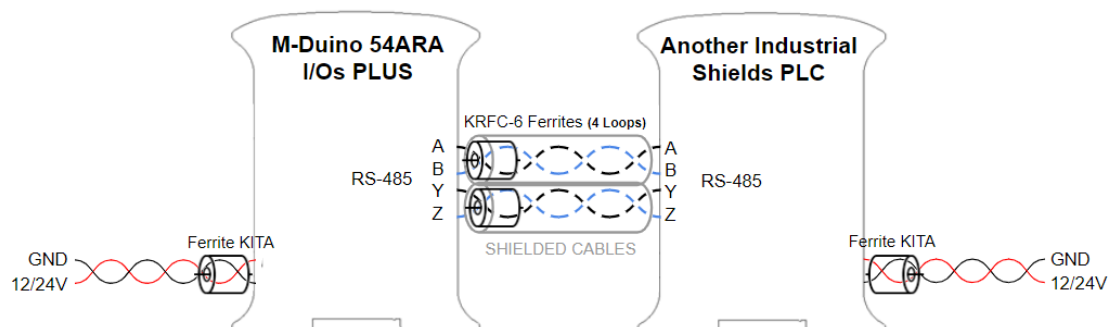 M-Duino 54ARA
I/Os PLUS
Another Industrial
Shields PLC
KRFC-6 Ferrites (4 Loops)
A
B
Y
Z
RS-485
A
B
Y
Z
RS-485
SHIELDED CABLES
Ferrite KITA
GND
12/24V
Ferrite KITA
GND
12/24V